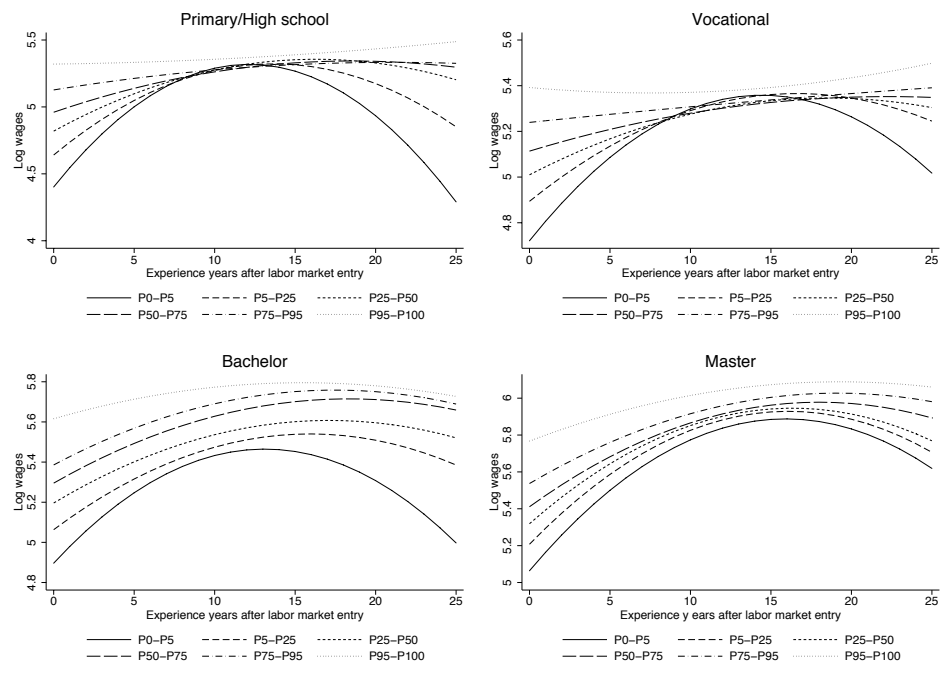 Primary/High school
Log wages
5.5
5
4.5
4
0 5 10 15 20 25
Experience years after labor market entry
P0−P5 P5−P25 P25−P50
P50−P75 P75−P95 P95−P100
Vocational
Log wages
5.6
5.4
5.2
5
4.8
0 5 10 15 20 25
Experience years after labor market entry
P0−P5 P5−P25 P25−P50
P50−P75 P75−P95 P95−P100
Bachelor
Log wages
5.8
5.6
5.4
5.2
5
4.8
0 5 10 15 20 25
Experience years after labor market entry
P0−P5 P5−P25 P25−P50
P50−P75 P75−P95 P95−P100
Master
Log wages
6
5.8
5.6
5.4
5.2
5
0 5 10 15 20 25
Experience y ears after labor market entry
P0−P5 P5−P25 P25−P50
P50−P75 P75−P95 P95−P100